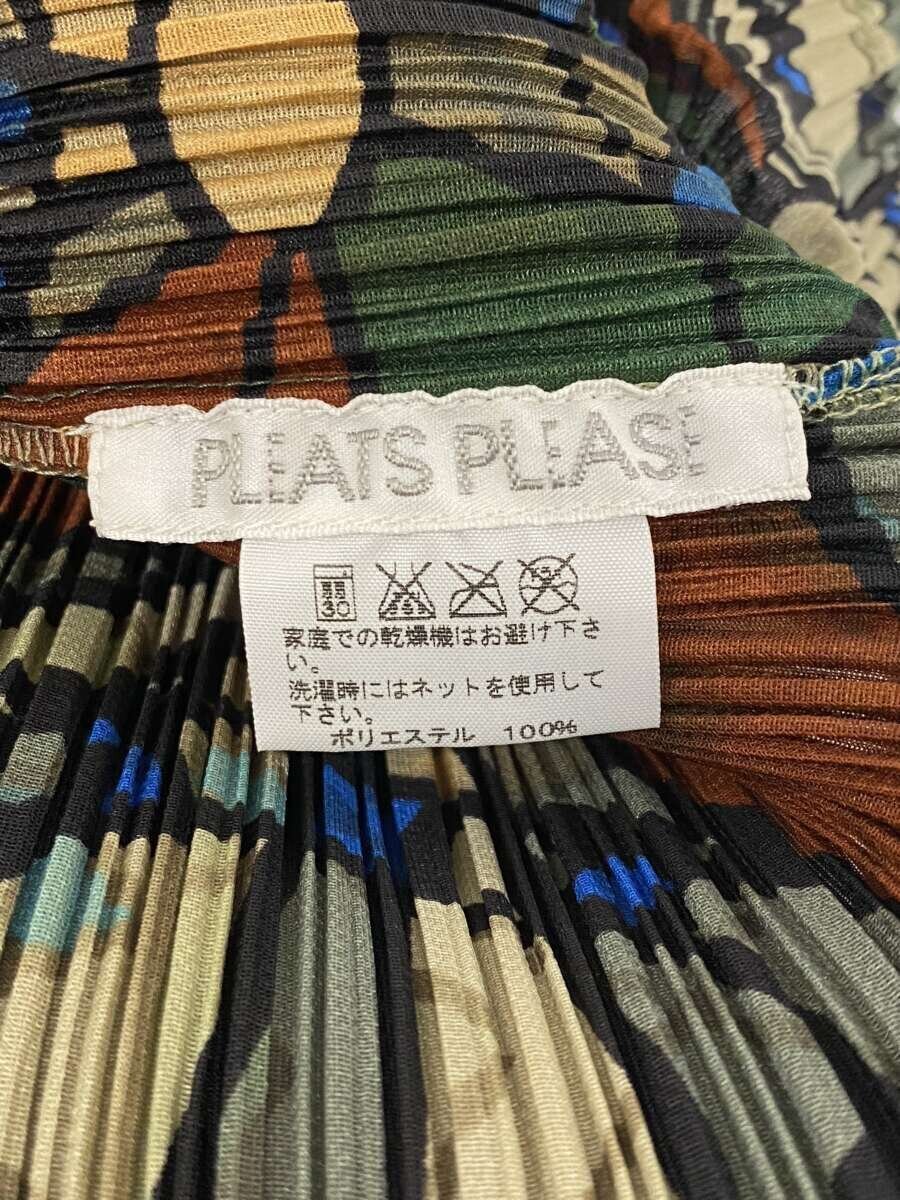 PLEATS PLEASE
30
家庭での乾燥機はお避け下さ
い。
洗濯時にはネットを使用して
下さい。
ポリエステル 100%